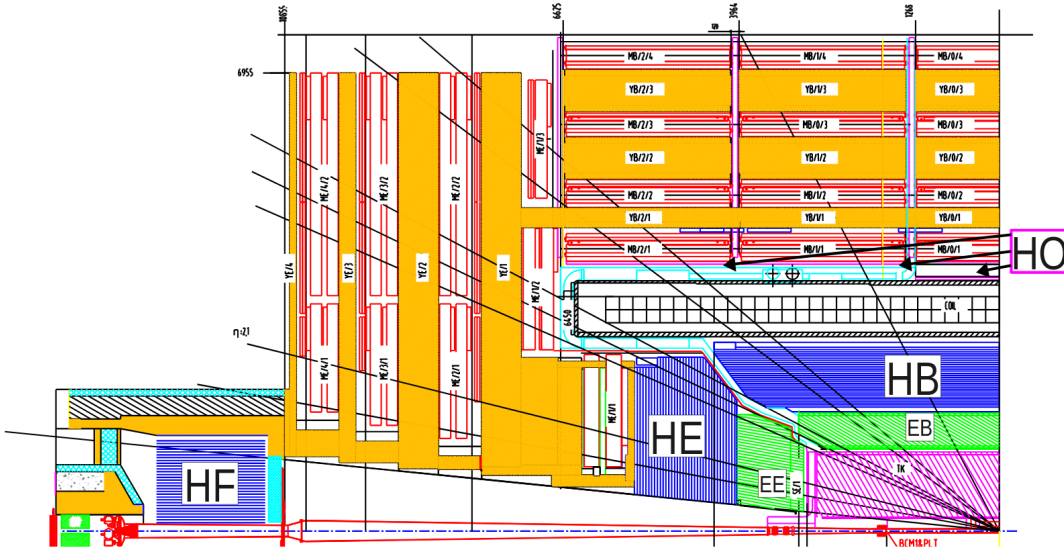 10855
6625
3964
1268
6955
MB/2/4
MB/1/4
MB/0/4
YB/2/3
YB/1/3
YB/0/3
MB/2/3
MB/0/3
MB/0/3
ME/1/3
YB/2/2
YB/1/2
YB/0/2
ME/4/2
ME/3/2
ME/2/2
MB/2/2
MB/1/2
MB/0/2
YB/2/1
YB/1/1
YB/0/1
MB/2/1
MB/1/1
MB/0/1
HO
YE/4
YE/3
YE/2
YE/1
ME/1/2
6450
COIL
η=2,1
ME/4/1
ME/3/1
ME/2/1
ME/1/1
HB
HE
EB
TK
HF
EE
SE/1
BCM1&PLT